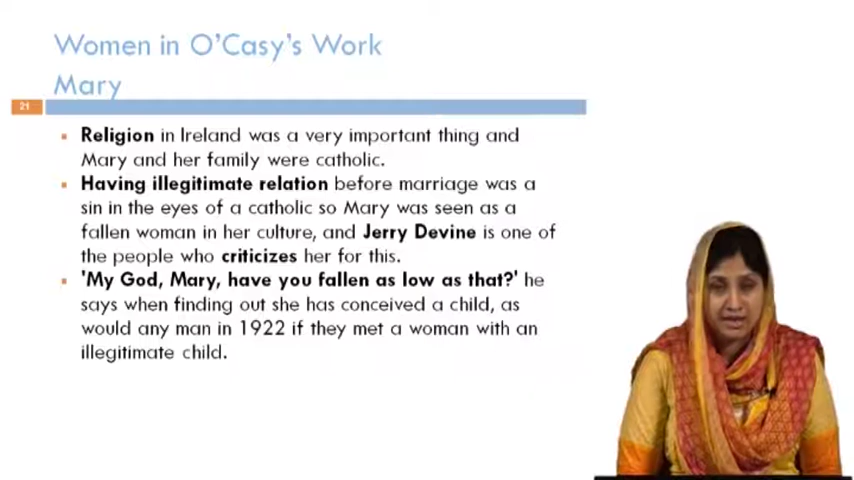 Women in O'Casy's Work
Mary
21
Religion in Ireland was a very important thing and
Mary and her family were catholic.
Having illegitimate relation before marriage was a
sin in the eyes of a catholic so Mary was seen as a
fallen woman in her culture, and Jerry Devine is one of
the people who criticizes her for this.
'My God, Mary, have you fallen as low as that?' he
says when finding out she has conceived a child, as
would any man in 1922 if they met a woman with an
illegitimate child.